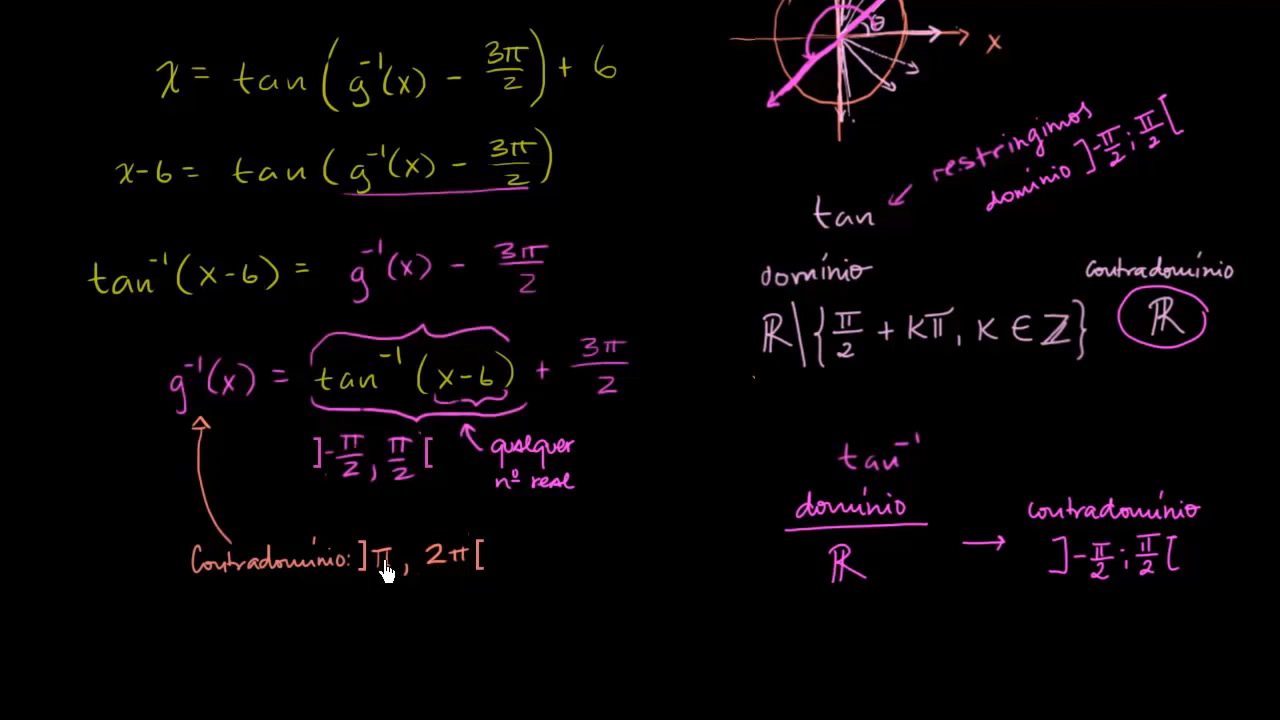 x = tan(g⁻¹(x) − 3π/2) + 6
x−6 = tan(g⁻¹(x) − 3π/2)
tan⁻¹(x−6) = g⁻¹(x) − 3π/2
g⁻¹(x) = tan⁻¹(x−6) + 3π/2
]-π/2, π/2[
qualquer
nº real
Contradomínio: ]π, 2π[
θ
x
restringimos
domínio ]-π/2; π/2[
tan
domínio
contradomínio
ℝ\{π/2 + kπ, k ∈ ℤ}
ℝ
tan⁻¹
domínio
contradomínio
ℝ → ]-π/2; π/2[